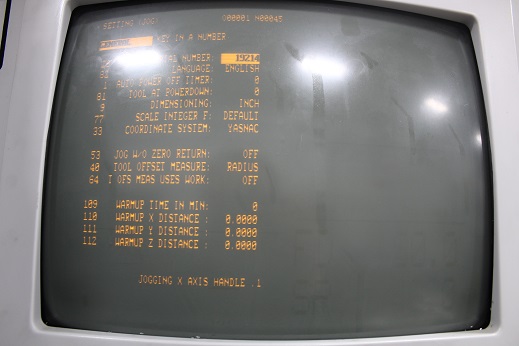 SETTING (JOG) O00001 N00045
KEY IN A NUMBER
NUMBER: 19214
LANGUAGE: ENGLISH
1 POWER OFF TIMER: 0
81 TOOL AT POWERDOWN: 0
9 DIMENSIONING: INCH
77 SCALE INTEGER F: DEFAULT
33 COORDINATE SYSTEM: YASNAC
53 JOG W/O ZERO RETURN: OFF
40 TOOL OFFSET MEASURE: RADIUS
64 T OFS MEAS USES WORK: OFF
109 WARMUP TIME IN MIN: 0
110 WARMUP X DISTANCE : 0.0000
111 WARMUP Y DISTANCE : 0.0000
112 WARMUP Z DISTANCE : 0.0000
JOGGING X AXIS HANDLE .1